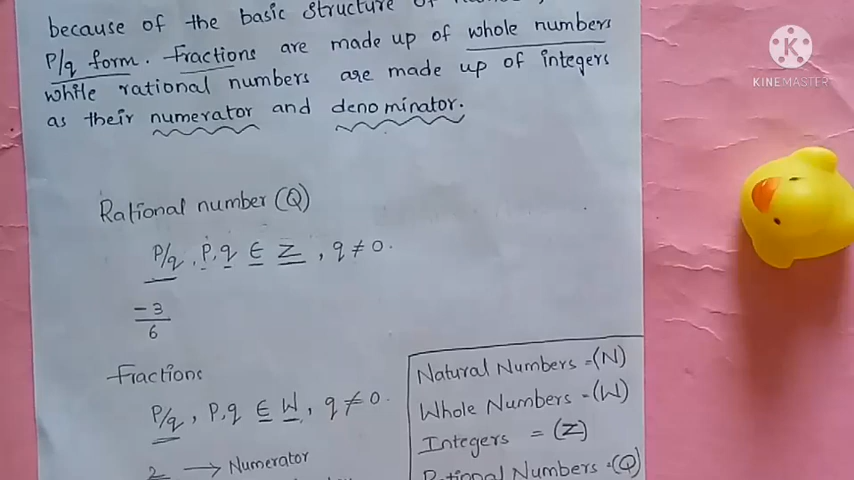 because of the basic structure of
P/q form. Fractions are made up of whole numbers
while rational numbers are made up of integers
as their numerator and denominator.
Rational number (Q)
P/q, P,q ∈ Z, q ≠ 0.
-3
6
Fractions
P/q, P,q ∈ W, q ≠ 0.
2 → Numerator
Natural Numbers = (N)
Whole Numbers = (W)
Integers = (Z)
Rational Numbers = (Q)
K
KINEMASTER